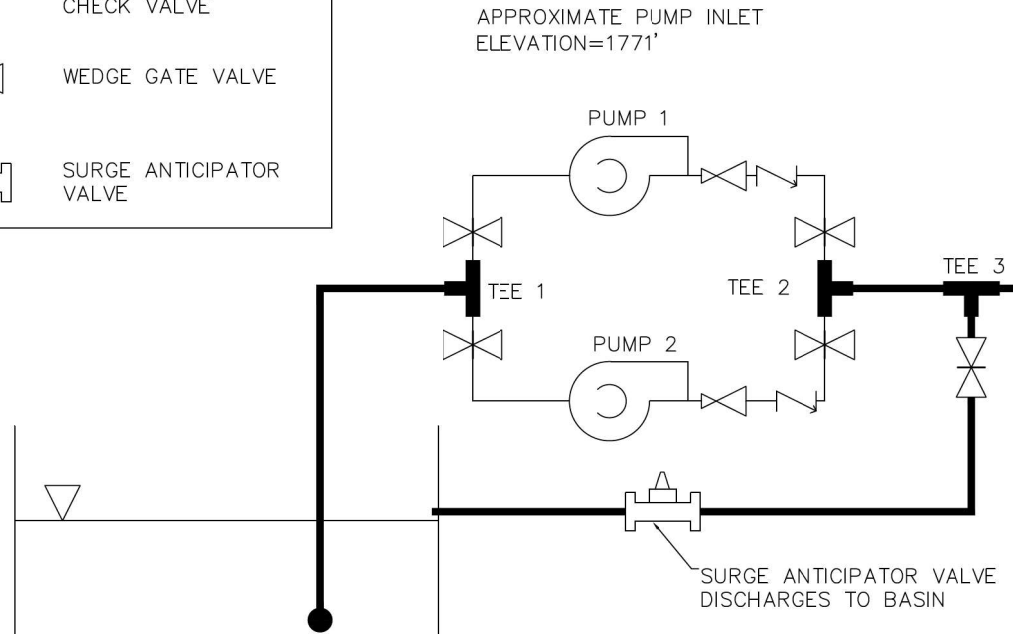 CHECK VALVE
WEDGE GATE VALVE
SURGE ANTICIPATOR
VALVE
APPROXIMATE PUMP INLET
ELEVATION=1771'
PUMP 1
TEE 1
TEE 2
TEE 3
PUMP 2
SURGE ANTICIPATOR VALVE
DISCHARGES TO BASIN